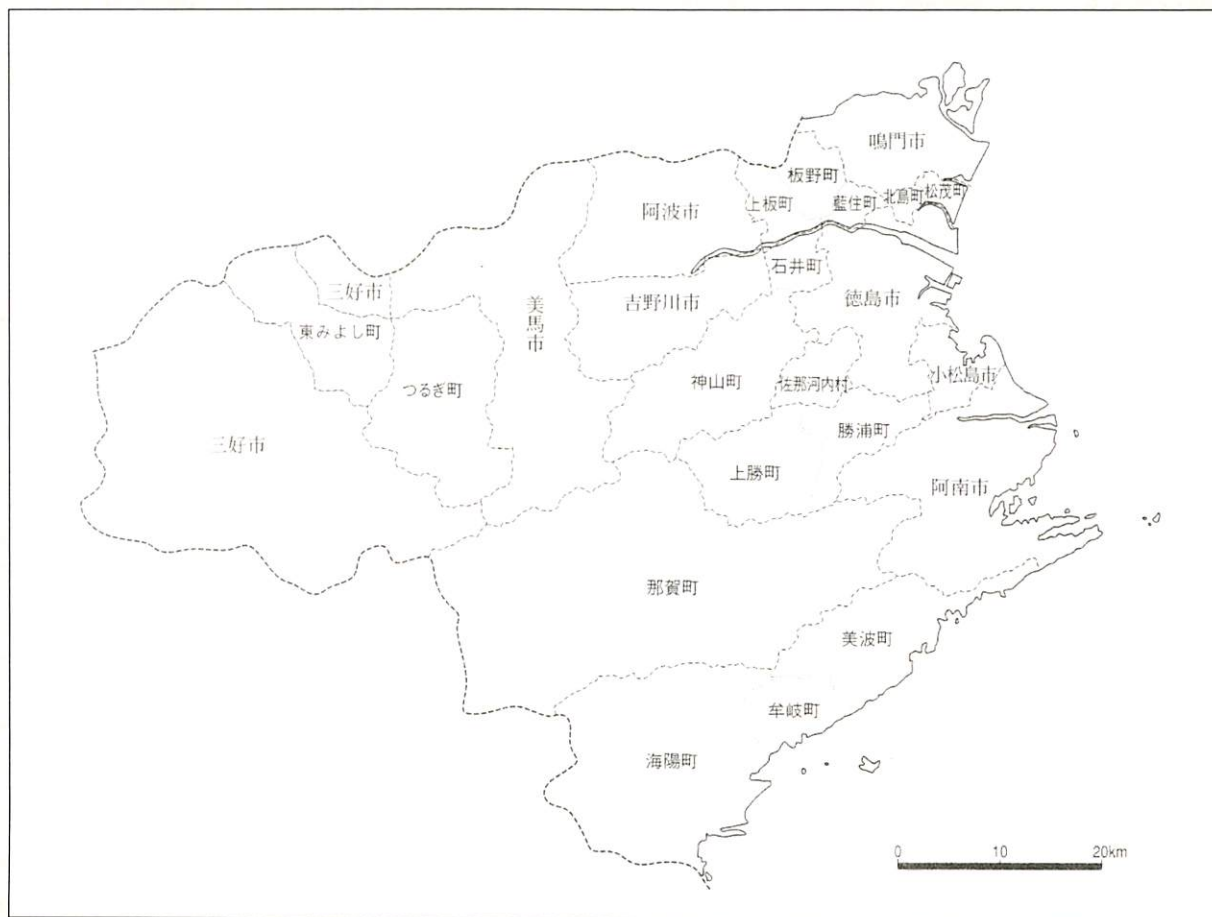 鳴門市
板野町
上板町
藍住町
北島町
松茂町
阿波市
石井町
三好市
吉野川市
徳島市
美馬市
東みよし町
つるぎ町
神山町
佐那河内村
小松島市
勝浦町
三好市
上勝町
阿南市
那賀町
美波町
牟岐町
海陽町
0 10 20km